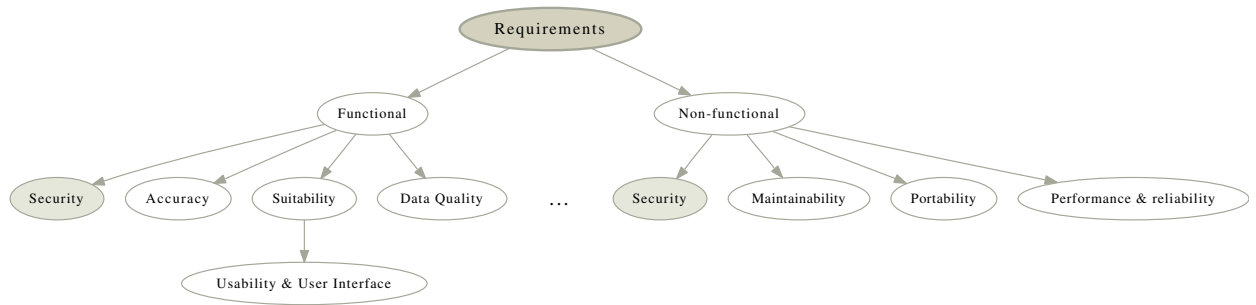 Requirements
Functional
Non-functional
Security
Accuracy
Suitability
Data Quality
...
Security
Maintainability
Portability
Performance & reliability
Usability & User Interface